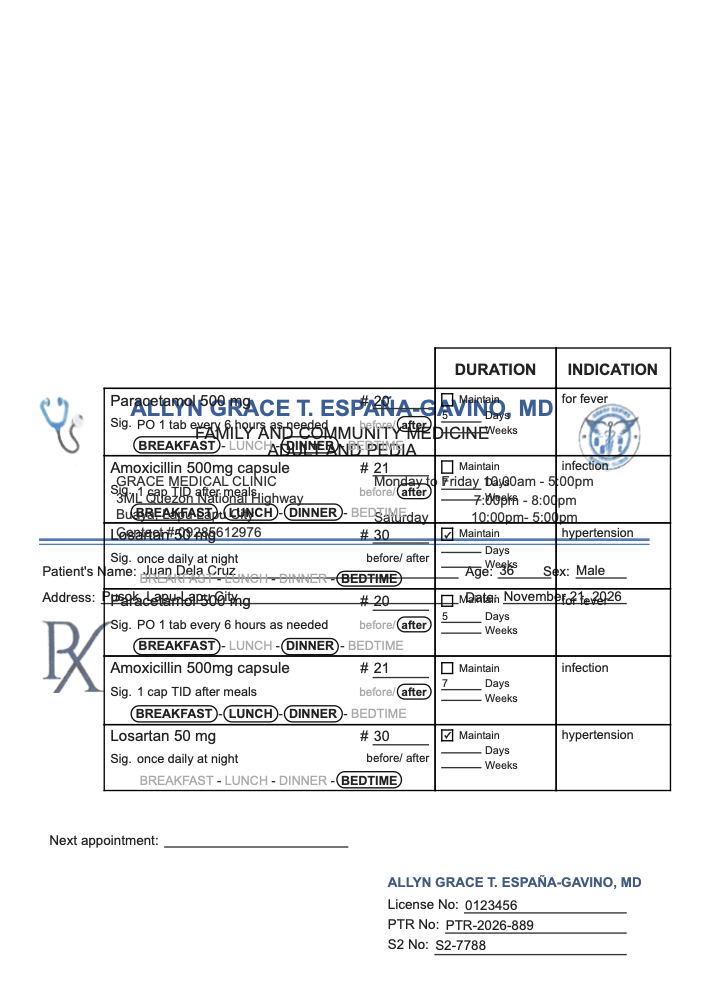 DURATION INDICATION
Paracetamol 500 mg # 20 Maintain for fever
ALLYN GRACE T. ESPAÑA-GAVINO, MD
5 Days
Sig. PO 1 tab every 6 hours as needed before/ after Weeks
FAMILY AND COMMUNITY MEDICINE
BREAKFAST - LUNCH - DINNER - BEDTIME
ADULT AND PEDIA
Amoxicillin 500mg capsule # 21 Maintain infection
GRACE MEDICAL CLINIC Monday to Friday 10:00am - 5:00pm
7 Days
Sig. 1 cap TID after meals before/ after Weeks
3ML Quezon National Highway 7:00pm - 8:00pm
BREAKFAST - LUNCH - DINNER - BEDTIME
Buaya, Lapu-Lapu City Saturday 10:00pm- 5:00pm
Contact # 09285612976
Losartan 50 mg # 30 Maintain hypertension
Days
Sig. once daily at night before/ after
Weeks
Patient's Name: Juan Dela Cruz Age: 36 Sex: Male
BREAKFAST - LUNCH - DINNER - BEDTIME
Address: Pusok, Lapu-Lapu City Date: November 21, 2026
Paracetamol 500 mg # 20 Maintain for fever
5 Days
Sig. PO 1 tab every 6 hours as needed before/ after Weeks
BREAKFAST - LUNCH - DINNER - BEDTIME
Rx
Amoxicillin 500mg capsule # 21 Maintain infection
7 Days
Sig. 1 cap TID after meals before/ after Weeks
BREAKFAST - LUNCH - DINNER - BEDTIME
Losartan 50 mg # 30 Maintain hypertension
Days
Sig. once daily at night before/ after Weeks
BREAKFAST - LUNCH - DINNER - BEDTIME
Next appointment:
ALLYN GRACE T. ESPAÑA-GAVINO, MD
License No: 0123456
PTR No: PTR-2026-889
S2 No: S2-7788